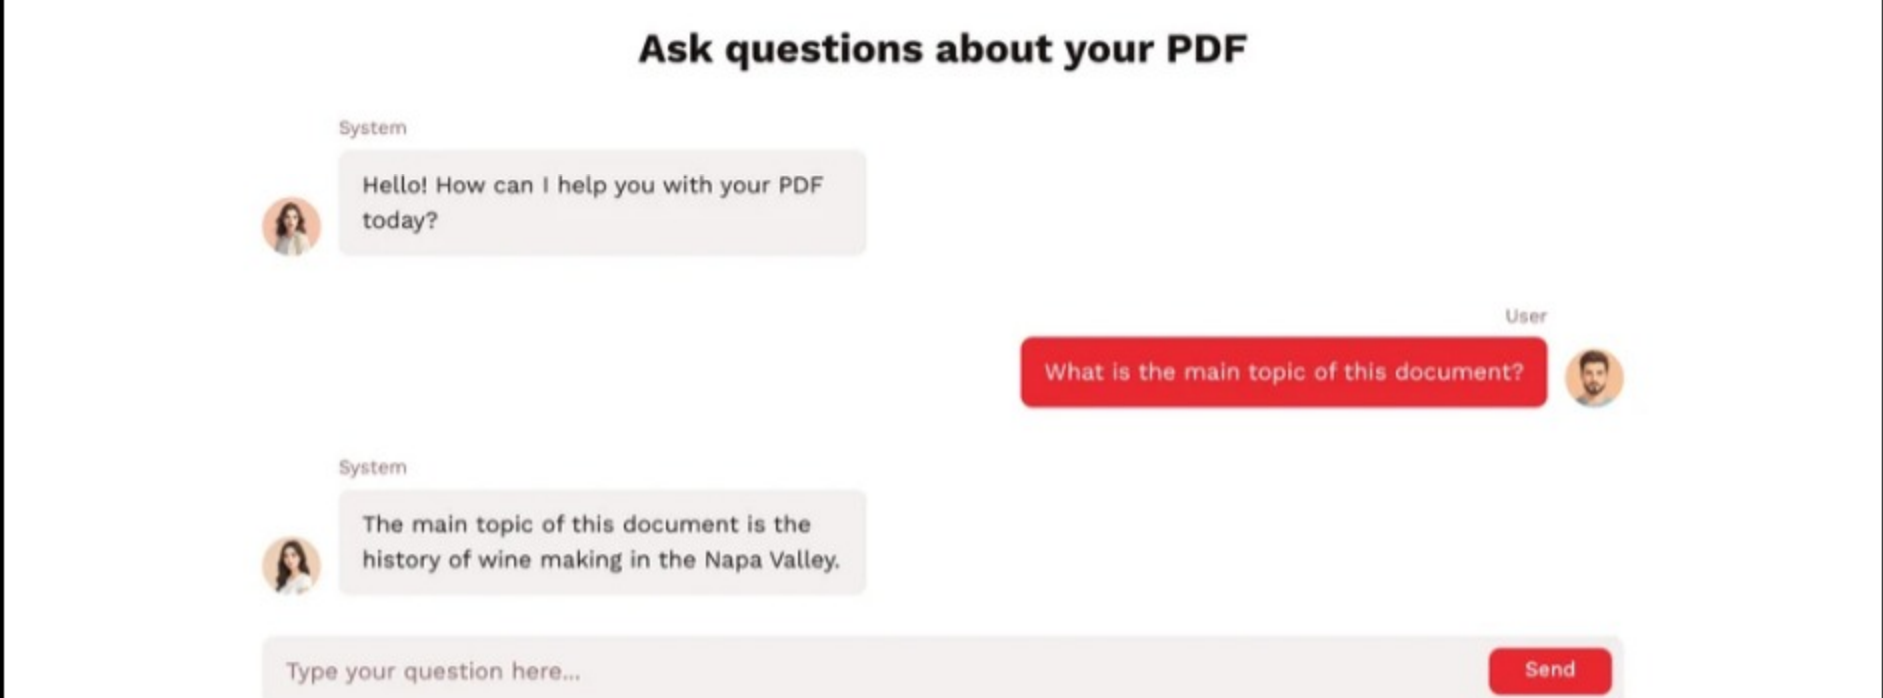 Ask questions about your PDF
System
Hello! How can I help you with your PDF
today?
User
What is the main topic of this document?
System
The main topic of this document is the
history of wine making in the Napa Valley.
Type your question here...
Send